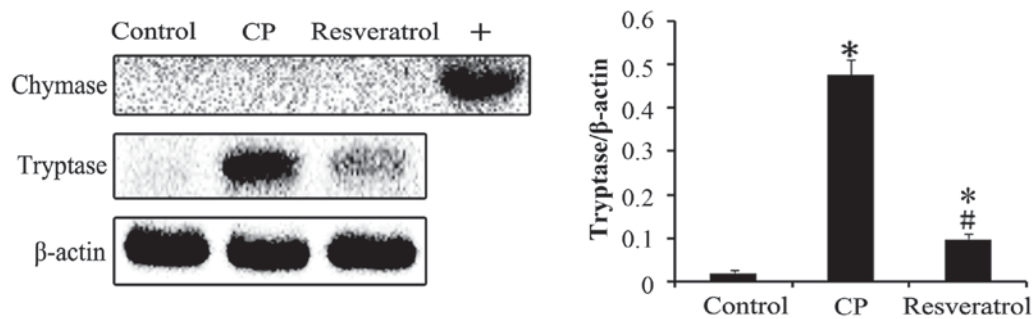 Control CP Resveratrol +
Chymase
Tryptase
β-actin
Tryptase/β-actin
0.6
0.5
0.4
0.3
0.2
0.1
0
*
*
#
Control CP Resveratrol